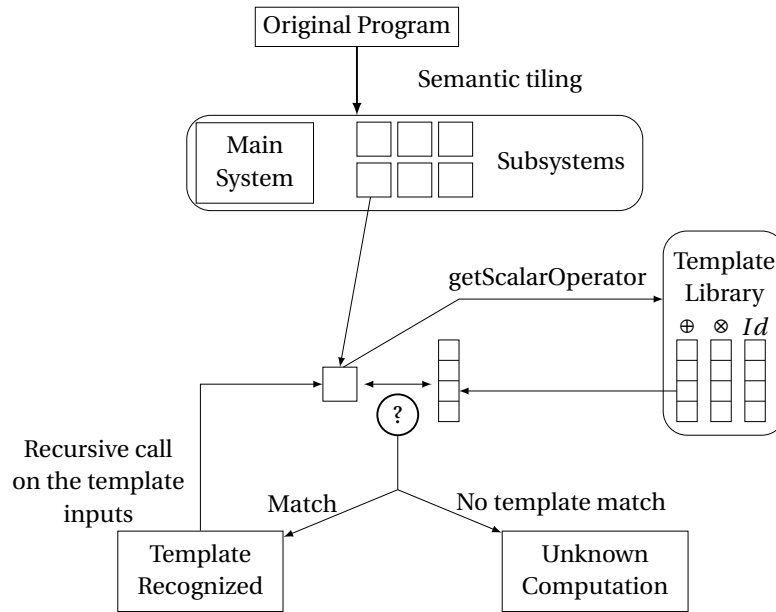 Original Program
Semantic tiling
Main
System
Subsystems
getScalarOperator
Template
Library
⊕ ⊗ Id
?
Recursive call
on the template
inputs
Match
No template match
Template
Recognized
Unknown
Computation